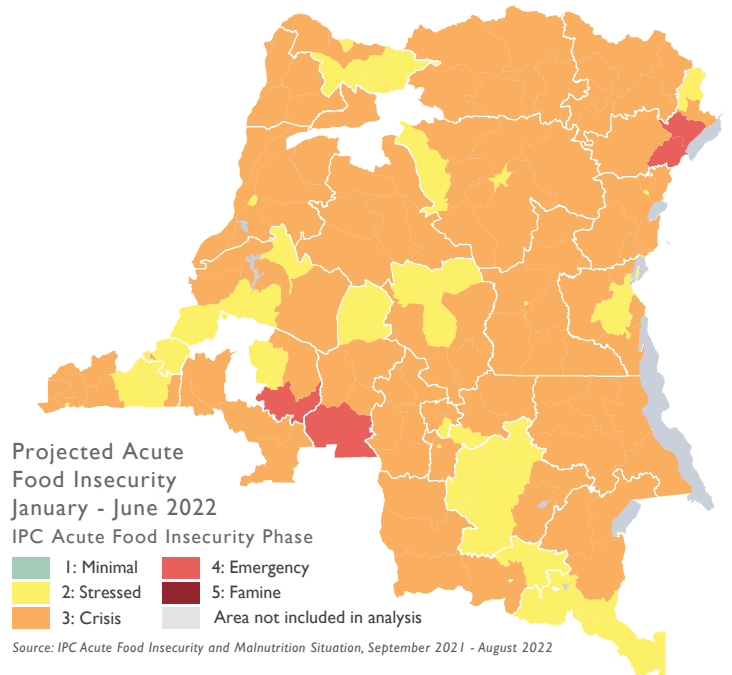 Projected Acute
Food Insecurity
January - June 2022
IPC Acute Food Insecurity Phase
1: Minimal
4: Emergency
2: Stressed
5: Famine
3: Crisis
Area not included in analysis
Source: IPC Acute Food Insecurity and Malnutrition Situation, September 2021 - August 2022